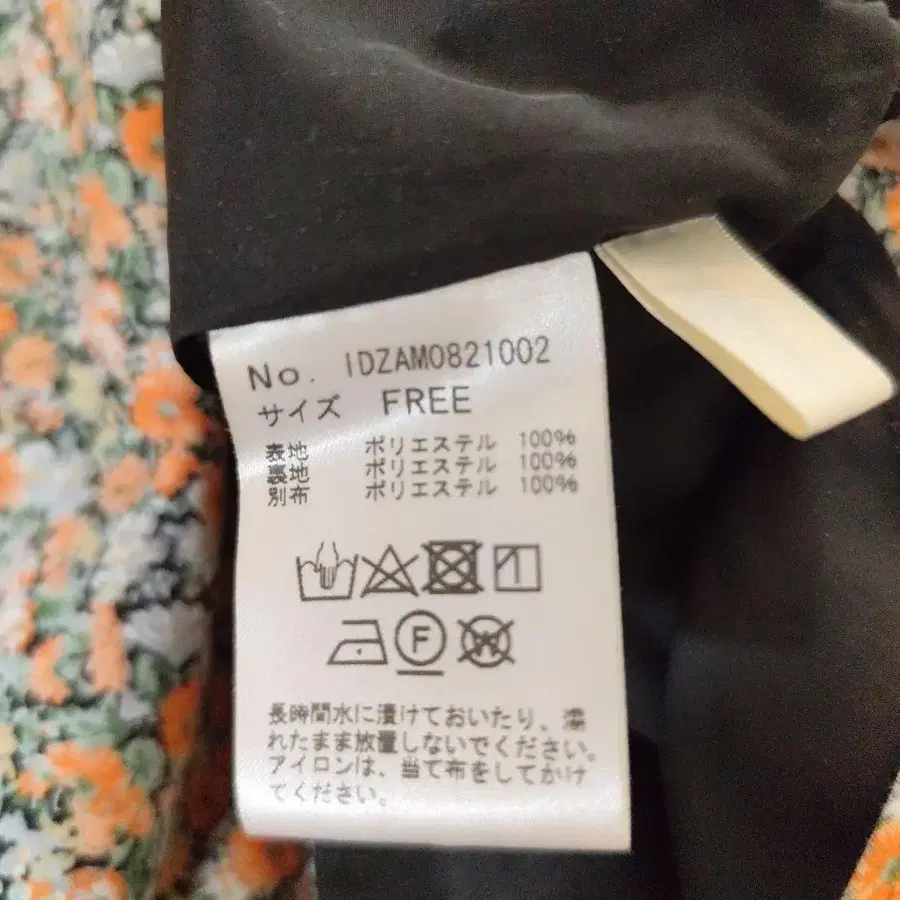 No. IDZAM0821002
サイズ FREE
表地 ポリエステル 100%
裏地 ポリエステル 100%
別布 ポリエステル 100%
F
W
長時間水に漬けておいたり、濡
れたまま放置しないでください。
アイロンは、当て布をしてかけ
てください。